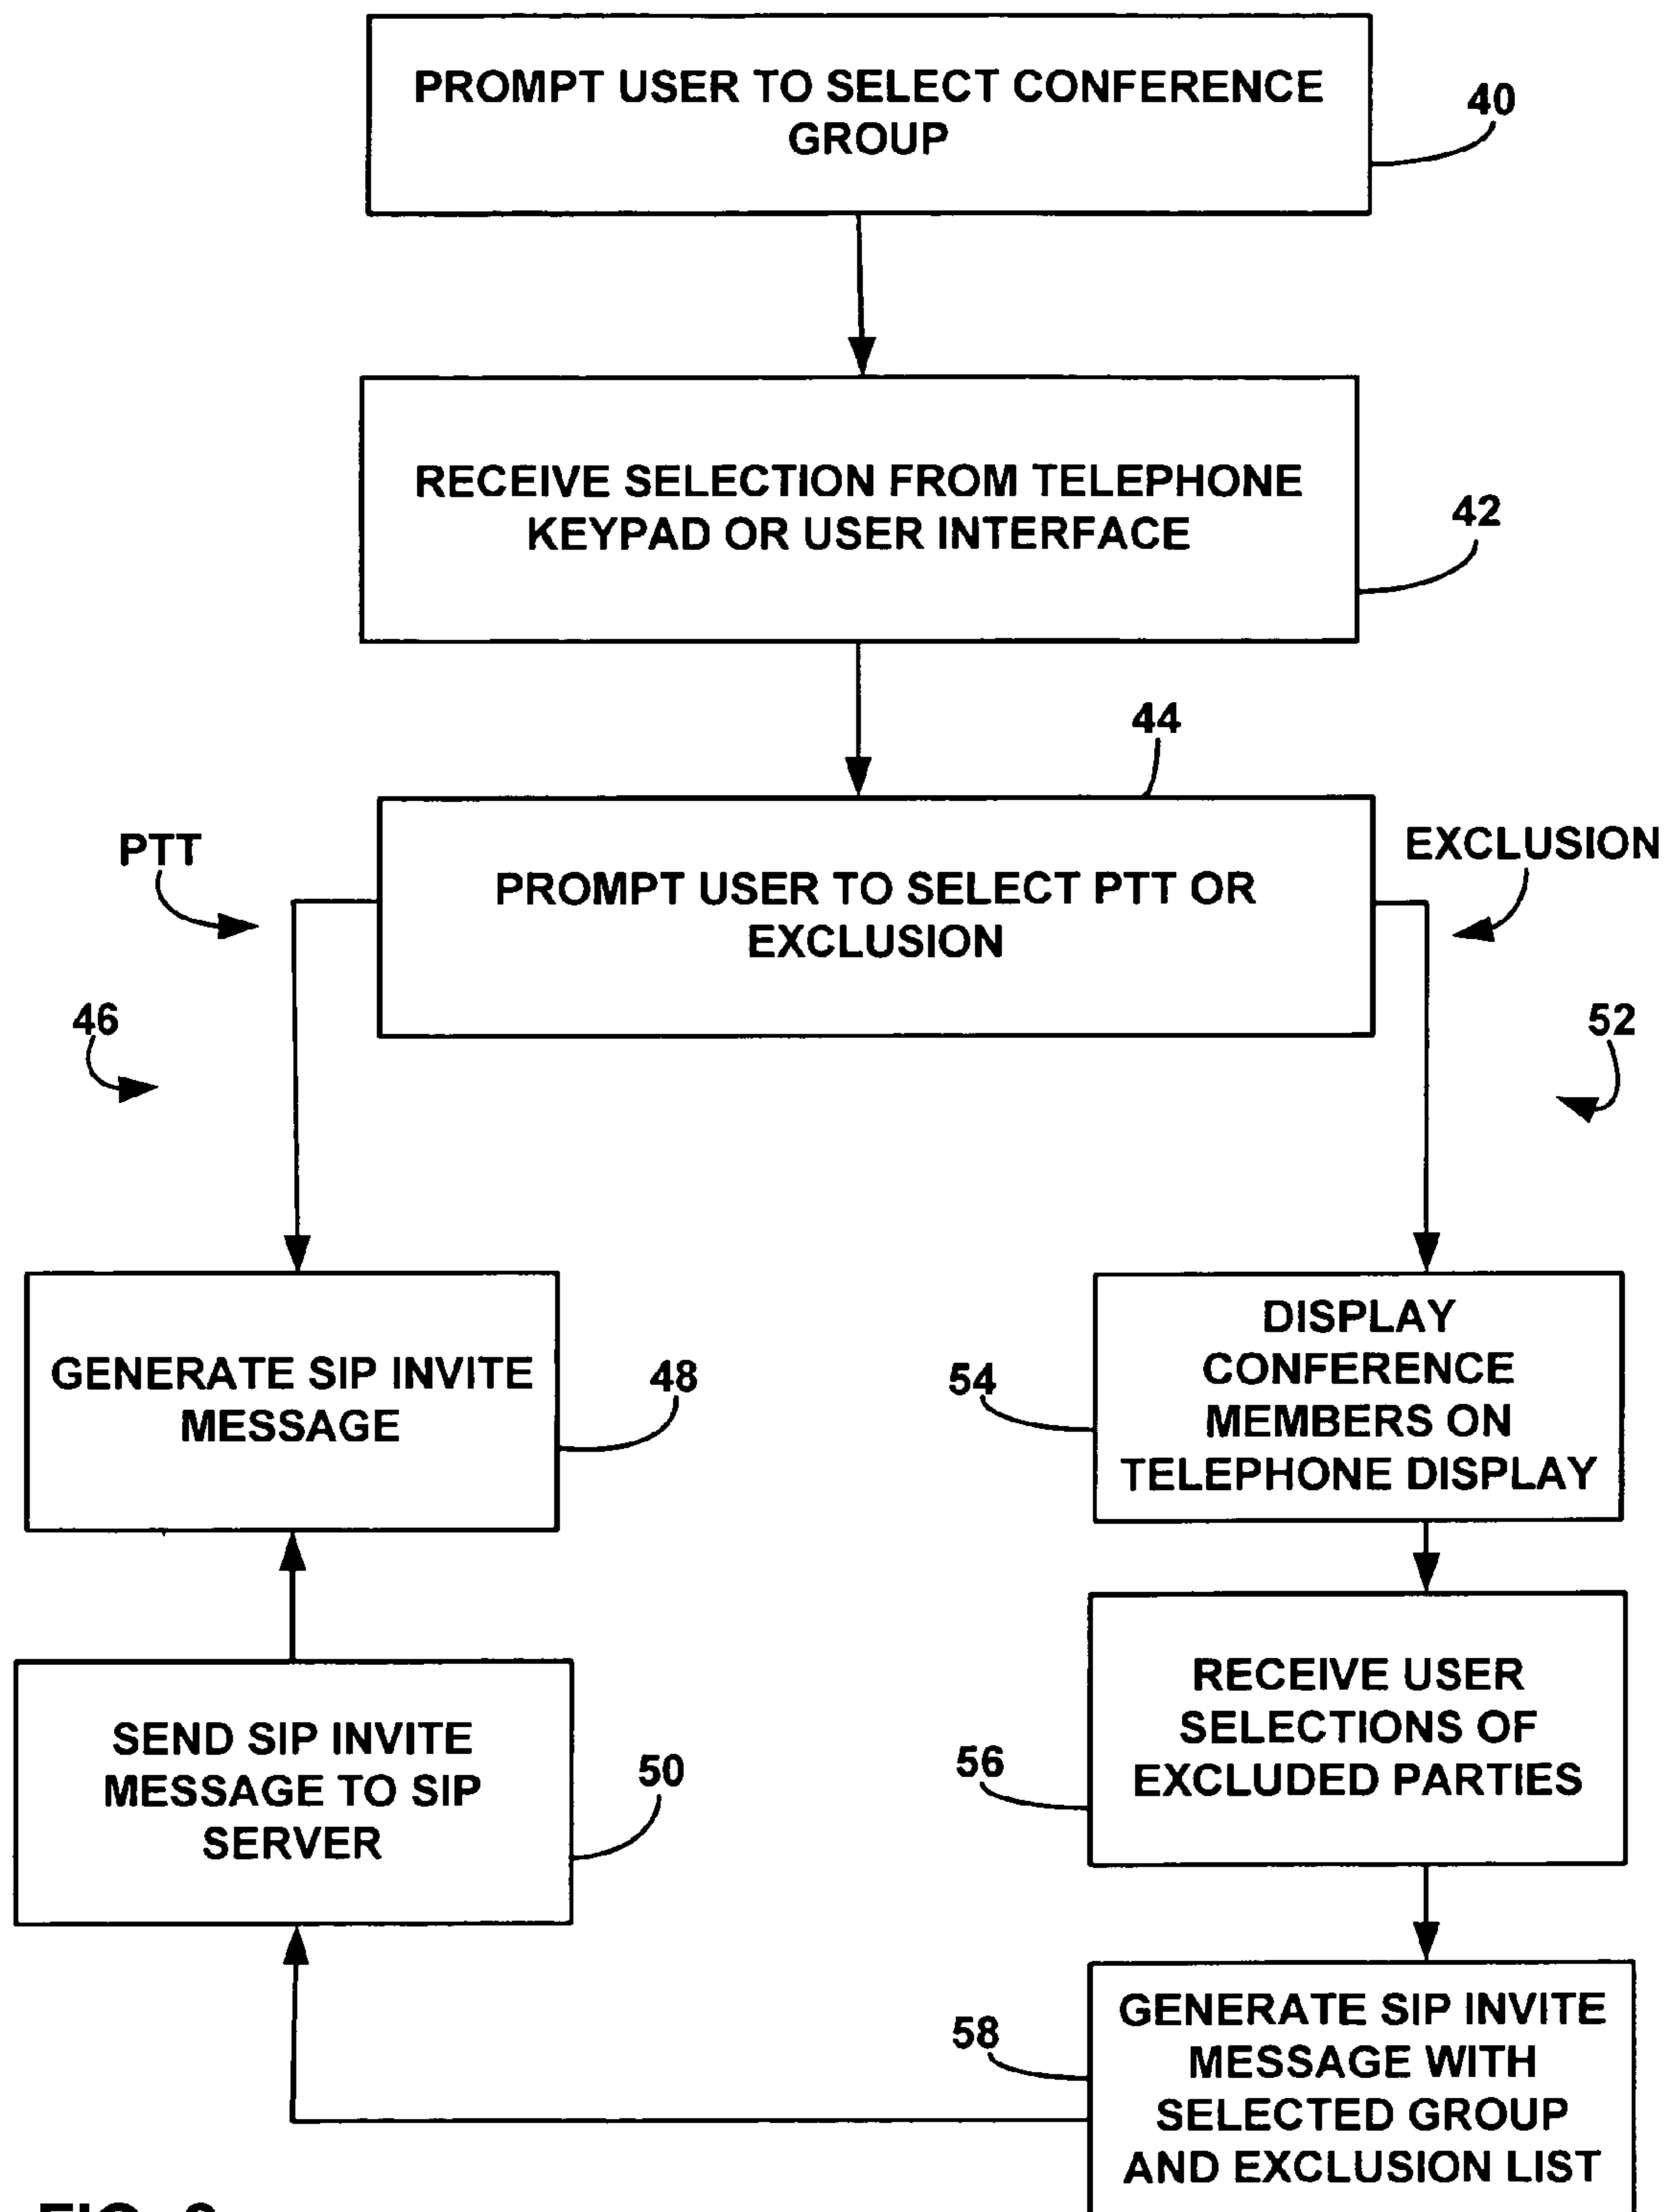 PROMPT USER TO SELECT CONFERENCE
GROUP
40
RECEIVE SELECTION FROM TELEPHONE
KEYPAD OR USER INTERFACE
42
44
PTT
EXCLUSION
PROMPT USER TO SELECT PTT OR
EXCLUSION
46
52
GENERATE SIP INVITE
MESSAGE
48
54
DISPLAY
CONFERENCE
MEMBERS ON
TELEPHONE DISPLAY
SEND SIP INVITE
MESSAGE TO SIP
SERVER
50
56
RECEIVE USER
SELECTIONS OF
EXCLUDED PARTIES
58
GENERATE SIP INVITE
MESSAGE WITH
SELECTED GROUP
AND EXCLUSION LIST
FIG.